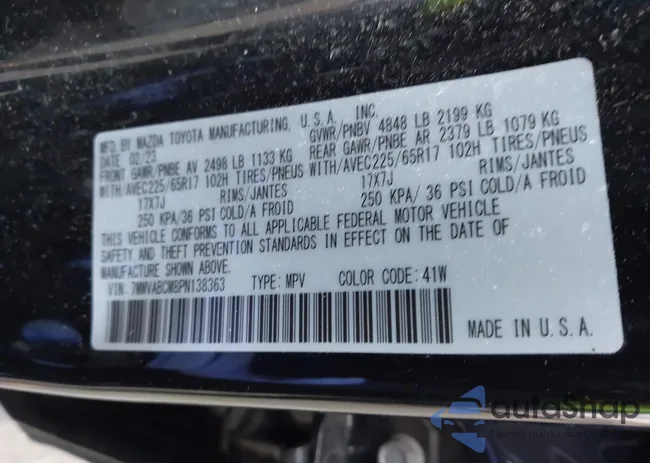 MFD BY MAZDA TOYOTA MANUFACTURING, U.S.A., INC.
DATE 02/23 GVWR/PNBV 4848 LB 2199 KG
FRONT GAWR/PNBE AV 2498 LB 1133 KG REAR GAWR/PNBE AR 2379 LB 1079 KG
WITH/AVEC225/65R17 102H TIRES/PNEUS WITH/AVEC225/65R17 102H TIRES/PNEUS
17X7J RIMS/JANTES 17X7J RIMS/JANTES
250 KPA/ 36 PSI COLD/A FROID 250 KPA/ 36 PSI COLD/A FROID
THIS VEHICLE CONFORMS TO ALL APPLICABLE FEDERAL MOTOR VEHICLE
SAFETY AND THEFT PREVENTION STANDARDS IN EFFECT ON THE DATE OF
MANUFACTURE SHOWN ABOVE.
VIN: 7MMVABCM8PN138363 TYPE: MPV COLOR CODE: 41W
MADE IN U.S.A.
autoSnap